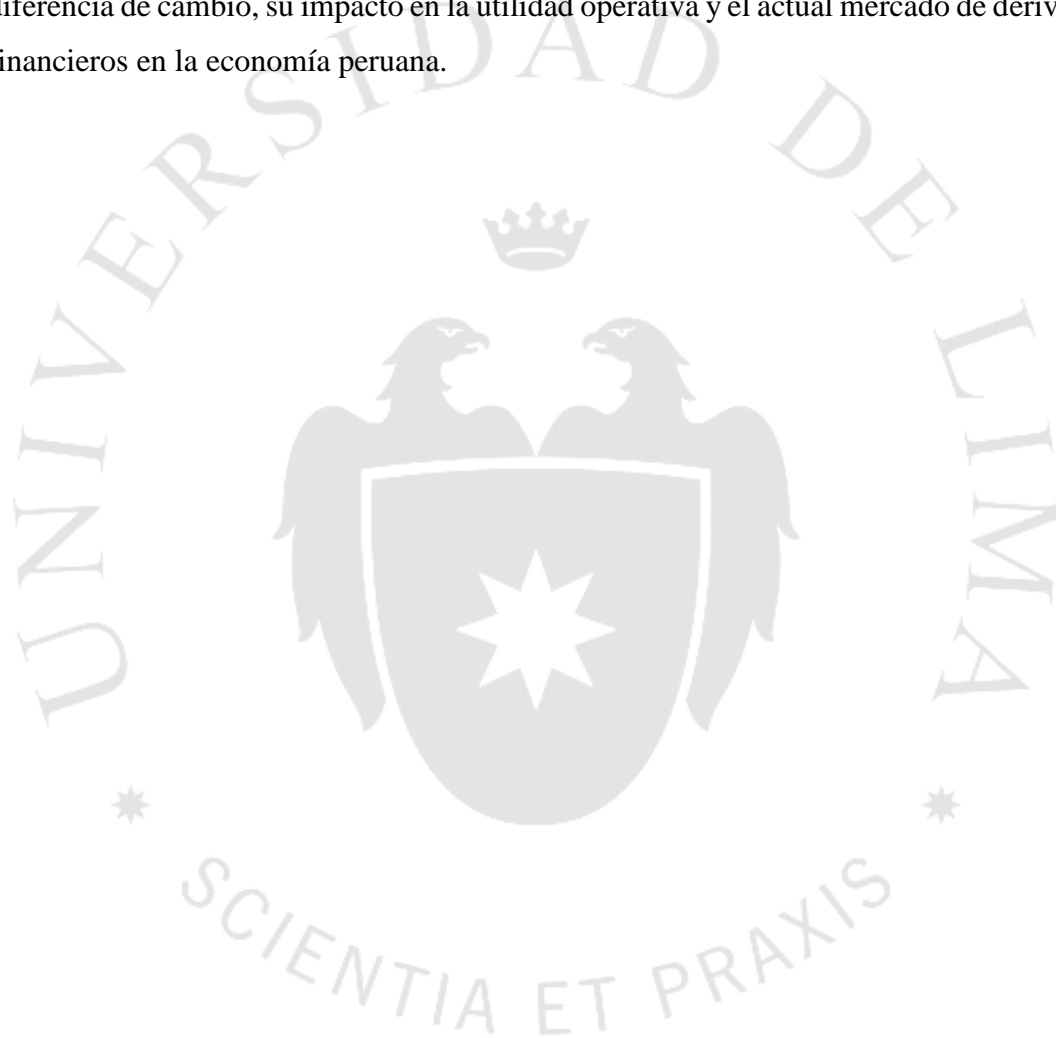 diferencia de cambio, su impacto en la utilidad operativa y el actual mercado de deriv
financieros en la economía peruana.
UNIVERSIDAD DE LIMA
SCIENTIA ET PRAXIS